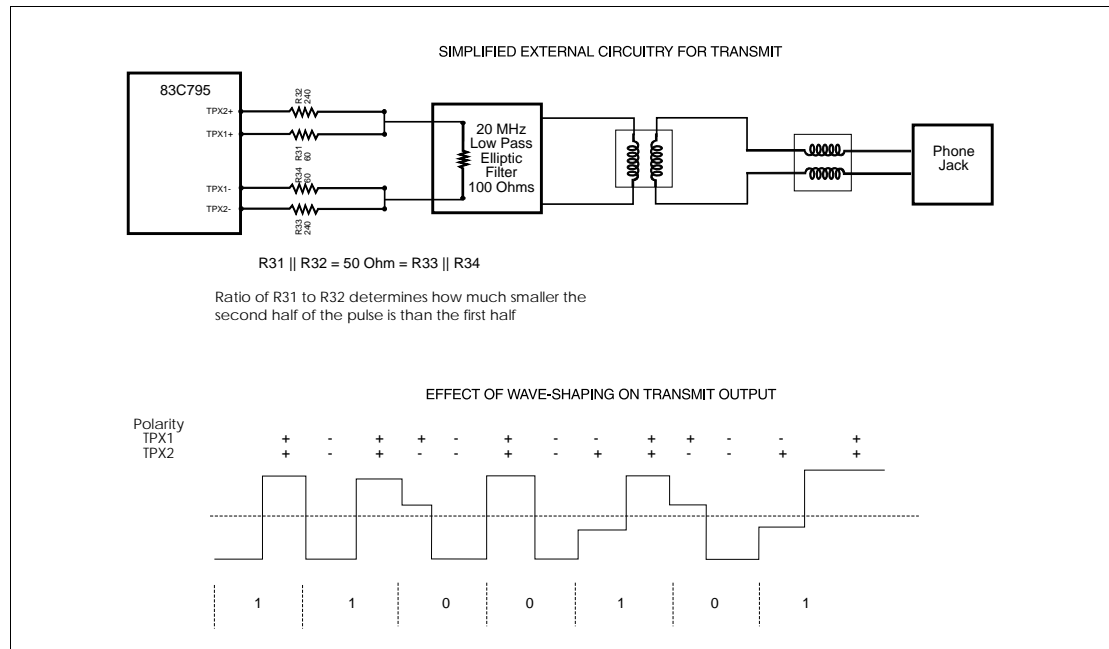 SIMPLIFIED EXTERNAL CIRCUITRY FOR TRANSMIT
83C795
TPX2+
TPX1+
TPX1-
TPX2-
R32
240
R31
60
R34
60
R33
240
20 MHz
Low Pass
Elliptic
Filter
100 Ohms
Phone
Jack
R31 || R32 = 50 Ohm = R33 || R34
Ratio of R31 to R32 determines how much smaller the
second half of the pulse is than the first half
EFFECT OF WAVE-SHAPING ON TRANSMIT OUTPUT
Polarity
TPX1 + - + + - + - - + + - - +
TPX2 + - + - - + - + + - - + +
1 1 0 0 1 0 1